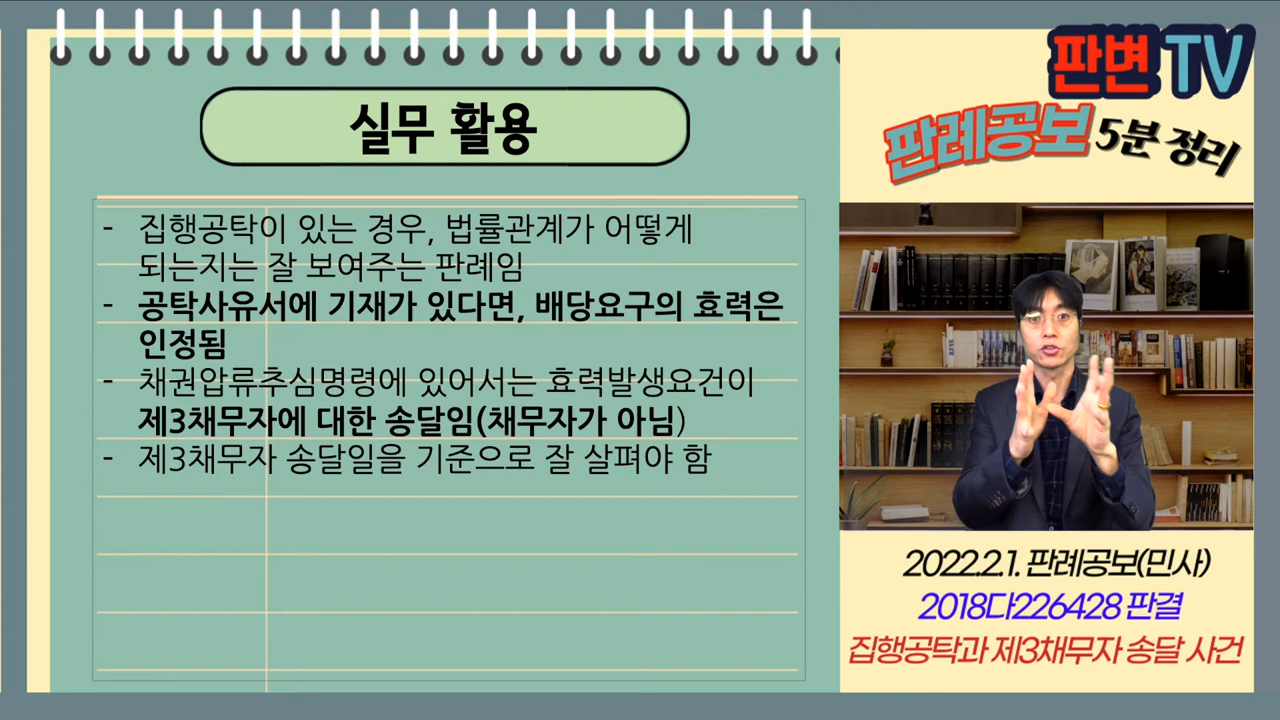 실무 활용
- 집행공탁이 있는 경우, 법률관계가 어떻게
되는지는 잘 보여주는 판례임
- 공탁사유서에 기재가 있다면, 배당요구의 효력은
인정됨
- 채권압류추심명령에 있어서는 효력발생요건이
제3채무자에 대한 송달임(채무자가 아님)
- 제3채무자 송달일을 기준으로 잘 살펴야 함
판변 TV
판례공보 5분 정리
2022.2.1. 판례공보(민사)
2018다226428 판결
집행공탁과 제3채무자 송달 사건